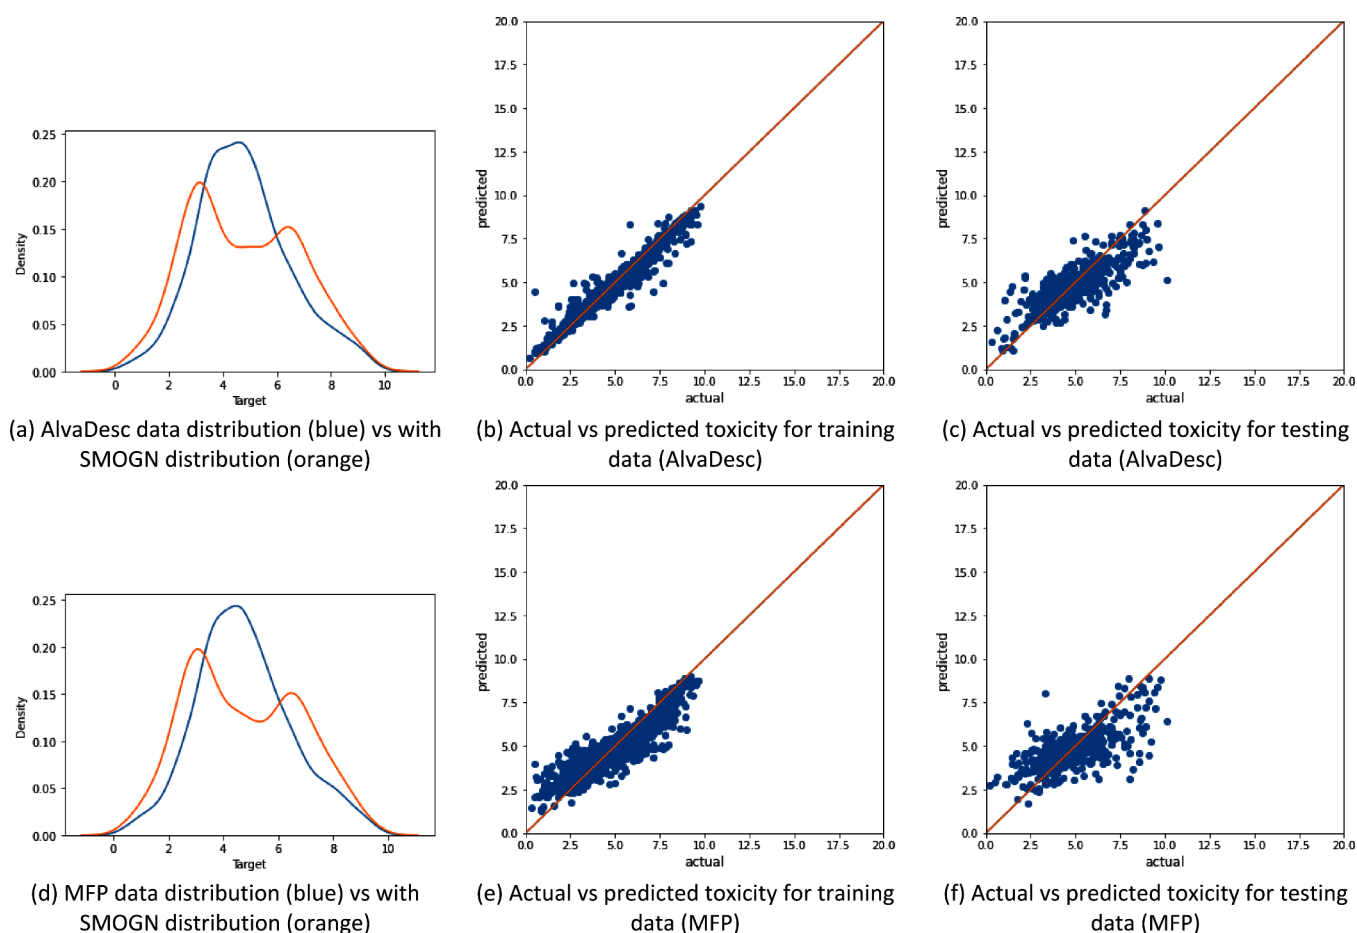 0.25
0.20
0.15
0.10
0.05
0.00
Density
0 2 4 6 8 10
Target
(a) AlvaDesc data distribution (blue) vs with
SMOGN distribution (orange)
20.0
17.5
15.0
12.5
10.0
7.5
5.0
2.5
0.0
predicted
0.0 2.5 5.0 7.5 10.0 12.5 15.0 17.5 20.0
actual
(b) Actual vs predicted toxicity for training
data (AlvaDesc)
20.0
17.5
15.0
12.5
10.0
7.5
5.0
2.5
0.0
predicted
0.0 2.5 5.0 7.5 10.0 12.5 15.0 17.5 20.0
actual
(c) Actual vs predicted toxicity for testing
data (AlvaDesc)
0.25
0.20
0.15
0.10
0.05
0.00
Density
0 2 4 6 8 10
Target
(d) MFP data distribution (blue) vs with
SMOGN distribution (orange)
20.0
17.5
15.0
12.5
10.0
7.5
5.0
2.5
0.0
predicted
0.0 2.5 5.0 7.5 10.0 12.5 15.0 17.5 20.0
actual
(e) Actual vs predicted toxicity for training
data (MFP)
20.0
17.5
15.0
12.5
10.0
7.5
5.0
2.5
0.0
predicted
0.0 2.5 5.0 7.5 10.0 12.5 15.0 17.5 20.0
actual
(f) Actual vs predicted toxicity for testing
data (MFP)